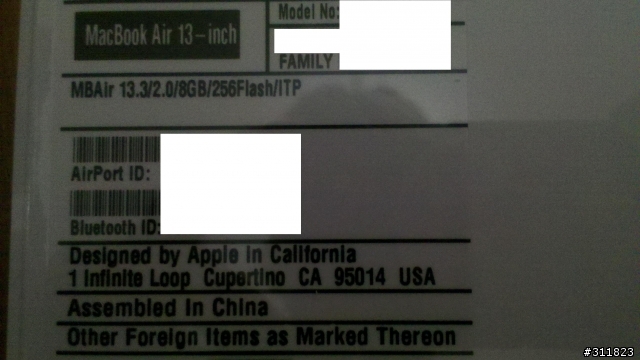 MacBook Air 13-inch
Model No:
FAMILY
MBAir 13.3/2.0/8GB/256Flash/ITP
AirPort ID:
Bluetooth ID:
Designed by Apple in California
1 Infinite Loop Cupertino CA 95014 USA
Assembled in China
Other Foreign Items as Marked Thereon
#311823